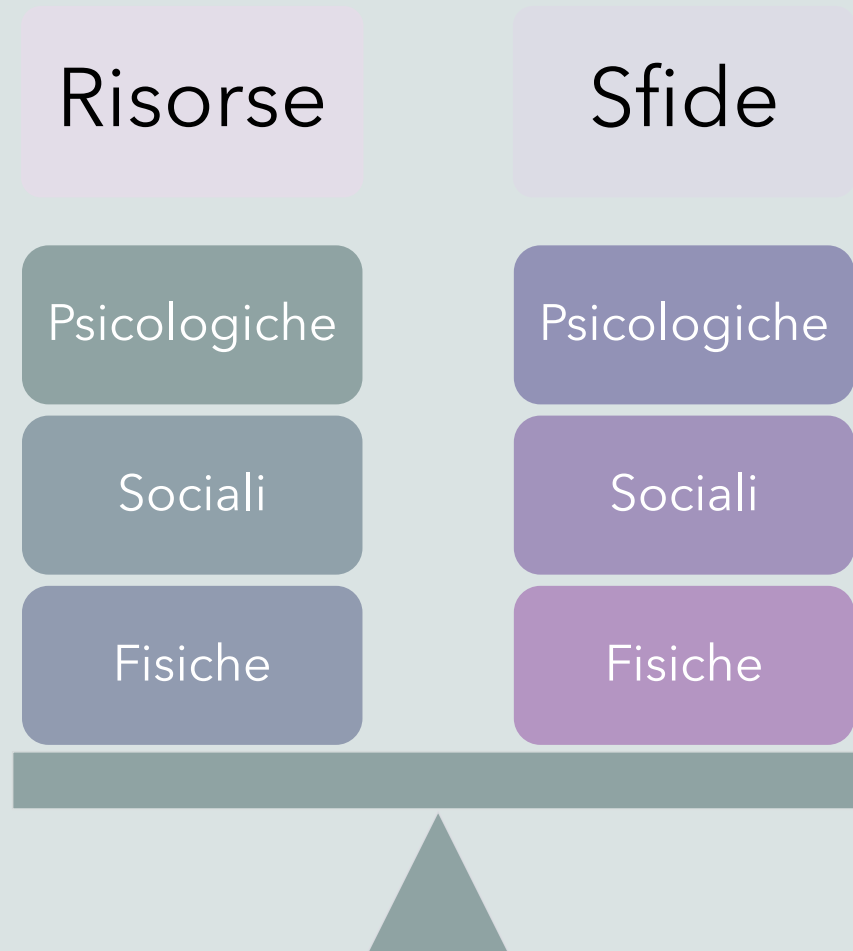 Risorse
Sfide
Psicologiche
Psicologiche
Sociali
Sociali
Fisiche
Fisiche